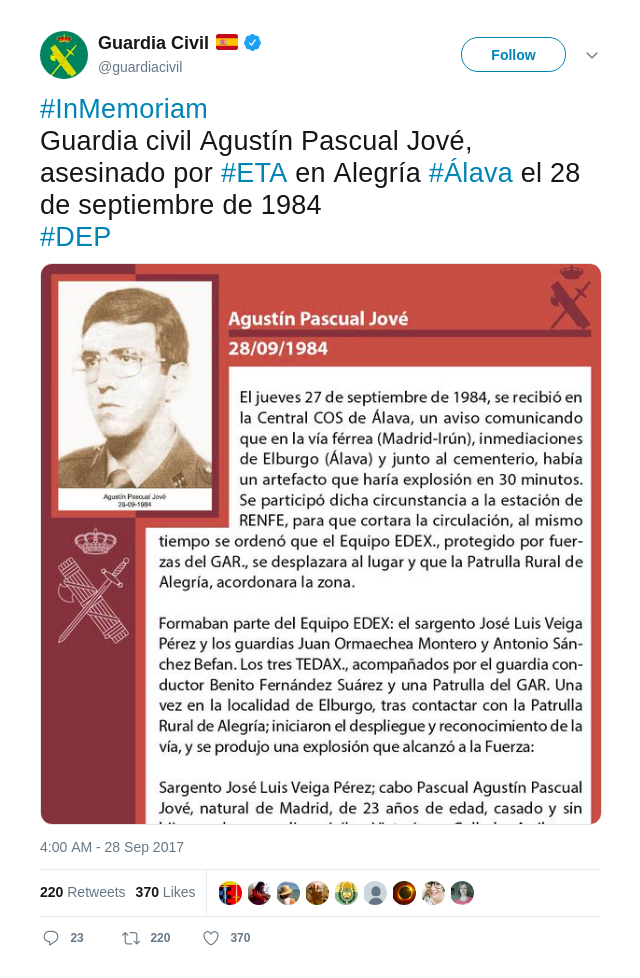 Guardia Civil
@guardiacivil
Follow
#InMemoriam
Guardia civil Agustín Pascual Jové,
asesinado por #ETA en Alegría #Álava el 28
de septiembre de 1984
#DEP
Agustín Pascual Jové
28/09/1984
Agustín Pascual Jové
28-09-1984
El jueves 27 de septiembre de 1984, se recibió en
la Central COS de Álava, un aviso comunicando
que en la vía férrea (Madrid-Irún), inmediaciones
de Elburgo (Álava) y junto al cementerio, había
un artefacto que haría explosión en 30 minutos.
Se participó dicha circunstancia a la estación de
RENFE, para que cortara la circulación, al mismo
tiempo se ordenó que el Equipo EDEX., protegido por fuer-
zas del GAR., se desplazara al lugar y que la Patrulla Rural de
Alegría, acordonara la zona.
Formaban parte del Equipo EDEX: el sargento José Luis Veiga
Pérez y los guardias Juan Ormaechea Montero y Antonio Sán-
chez Befan. Los tres TEDAX., acompañados por el guardia con-
ductor Benito Fernández Suárez y una Patrulla del GAR. Una
vez en la localidad de Elburgo, tras contactar con la Patrulla
Rural de Alegría; iniciaron el despliegue y reconocimiento de la
vía, y se produjo una explosión que alcanzó a la Fuerza:
Sargento José Luis Veiga Pérez; cabo Pascual Agustín Pascual
Jové, natural de Madrid, de 23 años de edad, casado y sin
4:00 AM - 28 Sep 2017
220 Retweets 370 Likes
23 220 370